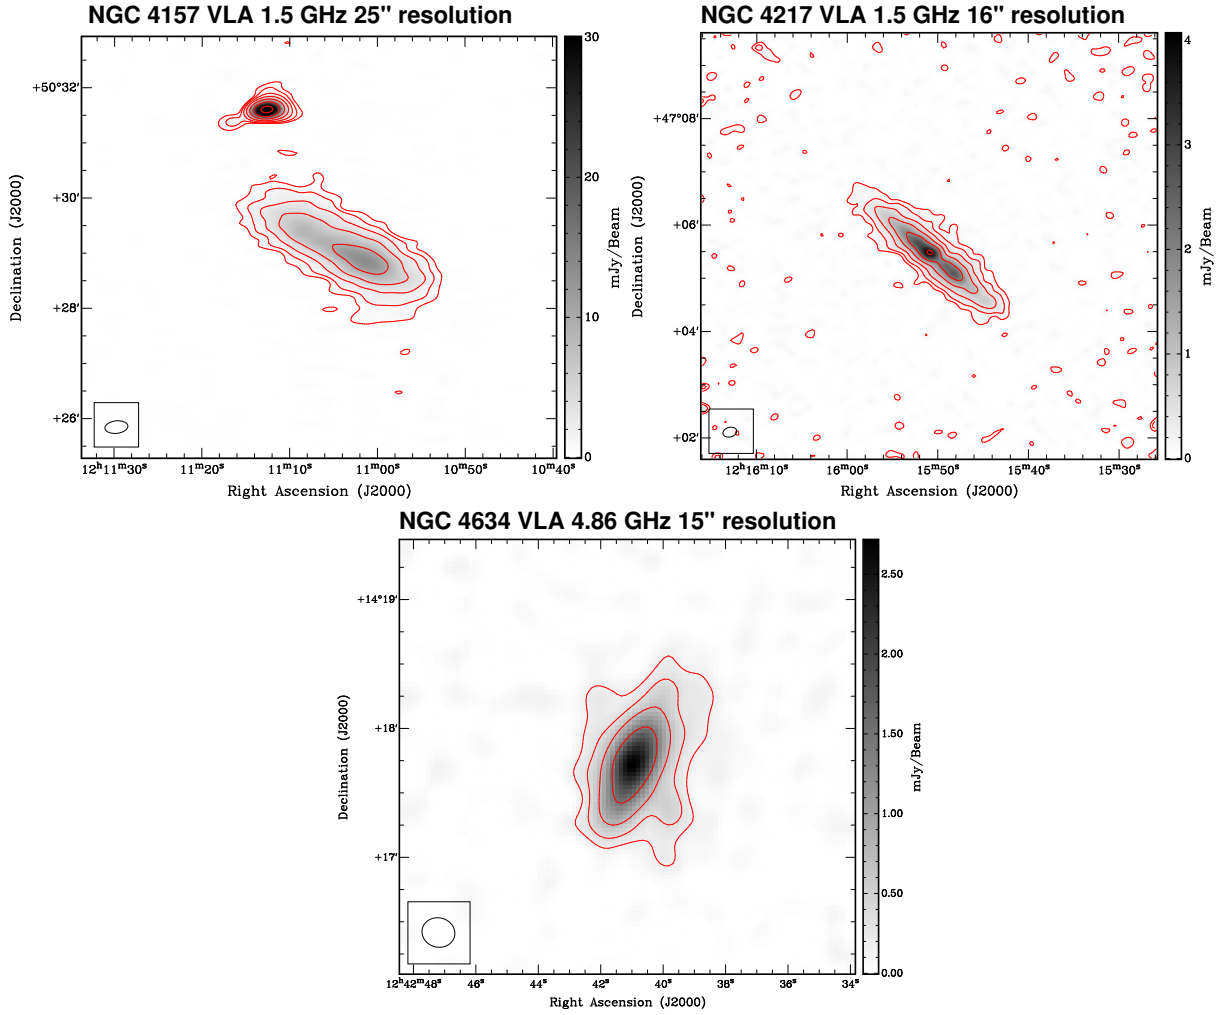 NGC 4157 VLA 1.5 GHz 25" resolution
+50°32′
+30′
+28′
+26′
Declination (J2000)
12ʰ11ᵐ30ˢ
11ᵐ20ˢ
11ᵐ10ˢ
11ᵐ00ˢ
10ᵐ50ˢ
10ᵐ40ˢ
Right Ascension (J2000)
30
20
10
0
mJy/Beam
NGC 4217 VLA 1.5 GHz 16" resolution
+47°08′
+06′
+04′
+02′
Declination (J2000)
12ʰ16ᵐ10ˢ
16ᵐ00ˢ
15ᵐ50ˢ
15ᵐ40ˢ
15ᵐ30ˢ
Right Ascension (J2000)
4
3
2
1
0
mJy/Beam
NGC 4634 VLA 4.86 GHz 15" resolution
+14°19′
+18′
+17′
Declination (J2000)
12ʰ42ᵐ48ˢ
46ˢ
44ˢ
42ˢ
40ˢ
38ˢ
36ˢ
34ˢ
Right Ascension (J2000)
2.50
2.00
1.50
1.00
0.50
0.00
mJy/Beam